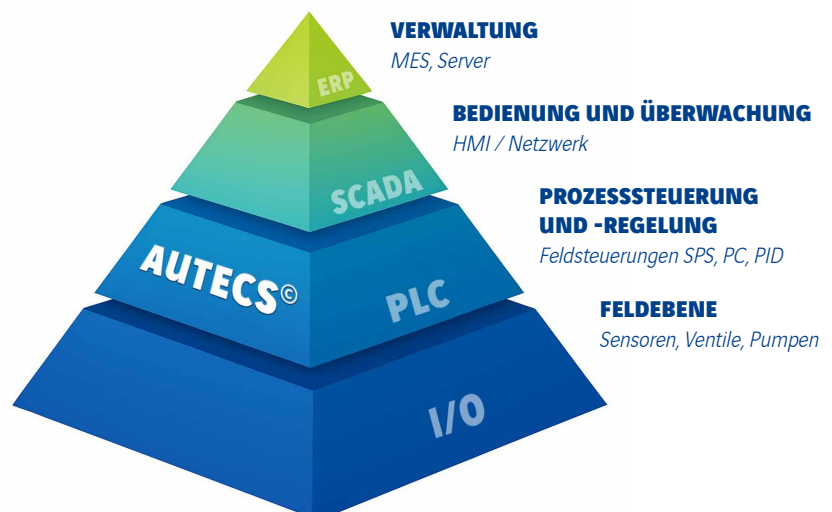 VERWALTUNG
MES, Server
ERP
BEDIENUNG UND ÜBERWACHUNG
HMI / Netzwerk
SCADA
PROZESSSTEUERUNG
UND -REGELUNG
Feldsteuerungen SPS, PC, PID
AUTECS©
PLC
FELDEBENE
Sensoren, Ventile, Pumpen
I/O